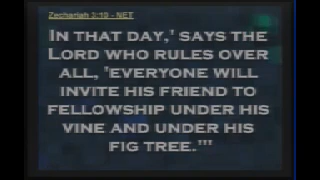 Zechariah 3:10 - NET
In that day,' says the
Lord who rules over
all, 'everyone will
invite his friend to
fellowship under his
vine and under his
fig tree.'"